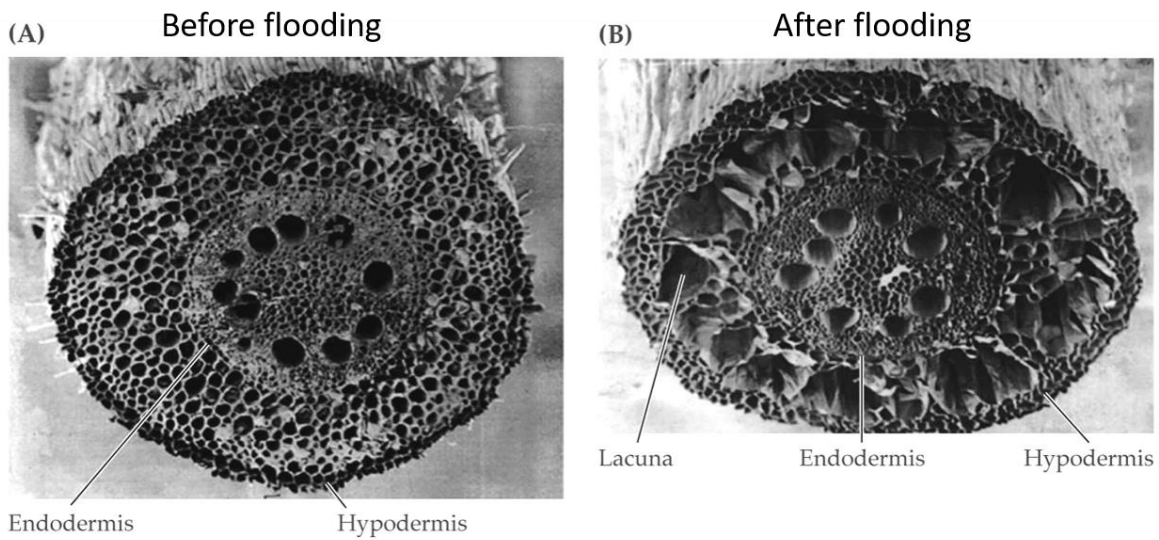 (A) Before flooding
(B) After flooding
Endodermis
Hypodermis
Lacuna
Endodermis
Hypodermis